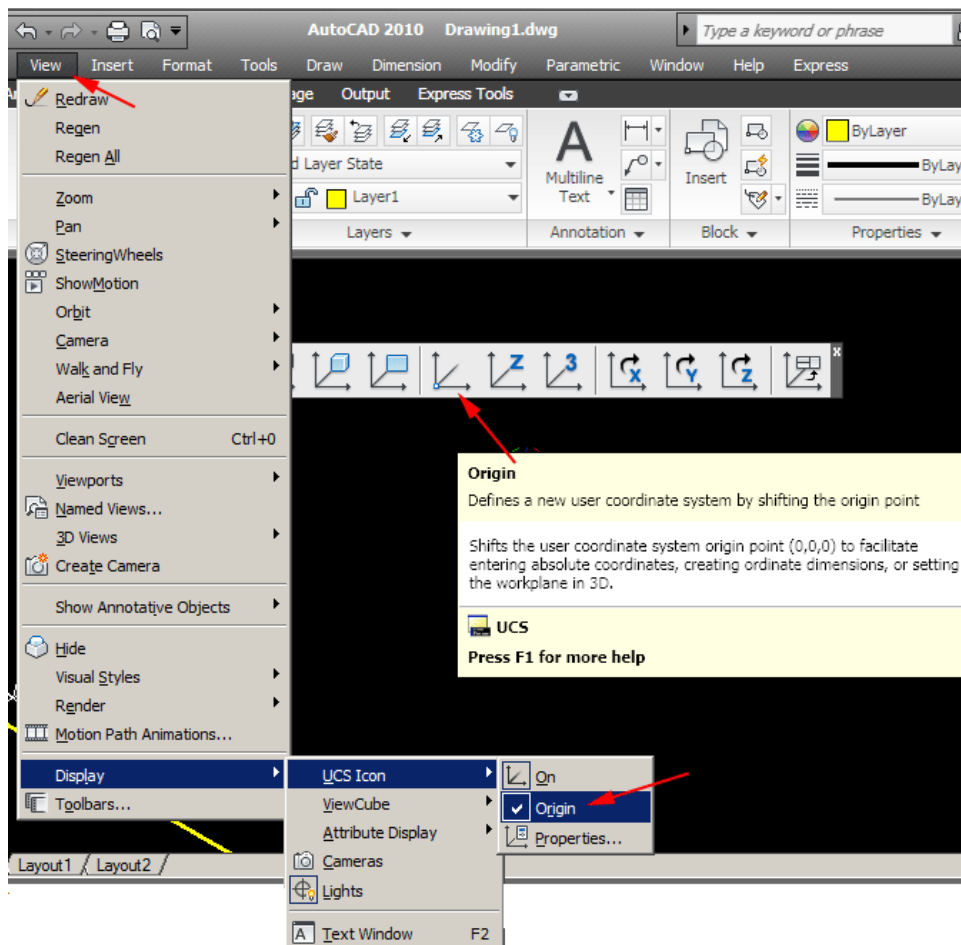 AutoCAD 2010 Drawing1.dwg
Type a keyword or phrase
View Insert Format Tools Draw Dimension Modify Parametric Window Help Express
Output Express Tools
Redraw
Regen
Regen All
Zoom
Pan
SteeringWheels
ShowMotion
Orbit
Camera
Walk and Fly
Aerial View
Clean Screen Ctrl+0
Viewports
Named Views...
3D Views
Create Camera
Show Annotative Objects
Hide
Visual Styles
Render
Motion Path Animations...
Display
Toolbars...
Layer State
Layer1
Layers
Multiline
Text
Annotation
Insert
Block
ByLayer
ByLay
ByLay
Properties
Z
3
X
Y
Z
x
Origin
Defines a new user coordinate system by shifting the origin point
Shifts the user coordinate system origin point (0,0,0) to facilitate
entering absolute coordinates, creating ordinate dimensions, or setting
the workplane in 3D.
UCS
Press F1 for more help
UCS Icon
ViewCube
Attribute Display
Cameras
Lights
Text Window F2
On
Origin
Properties...
Layout1 / Layout2 /